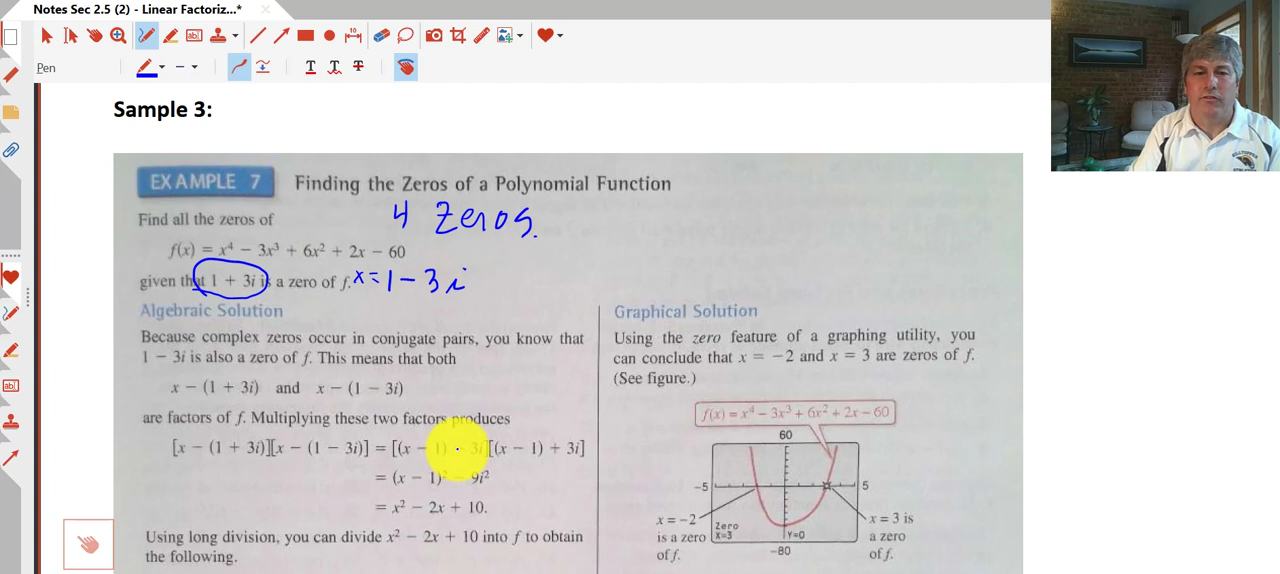 Notes Sec 2.5 (2) - Linear Factoriz...*
Pen
Sample 3:
EXAMPLE 7 Finding the Zeros of a Polynomial Function
Find all the zeros of
4 Zeros.
f(x) = x⁴ − 3x³ + 6x² + 2x − 60
given that 1 + 3i is a zero of f. x = 1 − 3i
Algebraic Solution
Because complex zeros occur in conjugate pairs, you know that
1 − 3i is also a zero of f. This means that both
x − (1 + 3i) and x − (1 − 3i)
are factors of f. Multiplying these two factors produces
[x − (1 + 3i)][x − (1 − 3i)] = [(x − 1) − 3i][(x − 1) + 3i]
= (x − 1)² − 9i²
= x² − 2x + 10.
Using long division, you can divide x² − 2x + 10 into f to obtain
the following.
Graphical Solution
Using the zero feature of a graphing utility, you
can conclude that x = −2 and x = 3 are zeros of f.
(See figure.)
f(x) = x⁴ − 3x³ + 6x² + 2x − 60
60
−5
5
x = −2
is a zero
of f.
Zero
X=3 Y=0
−80
x = 3 is
a zero
of f.